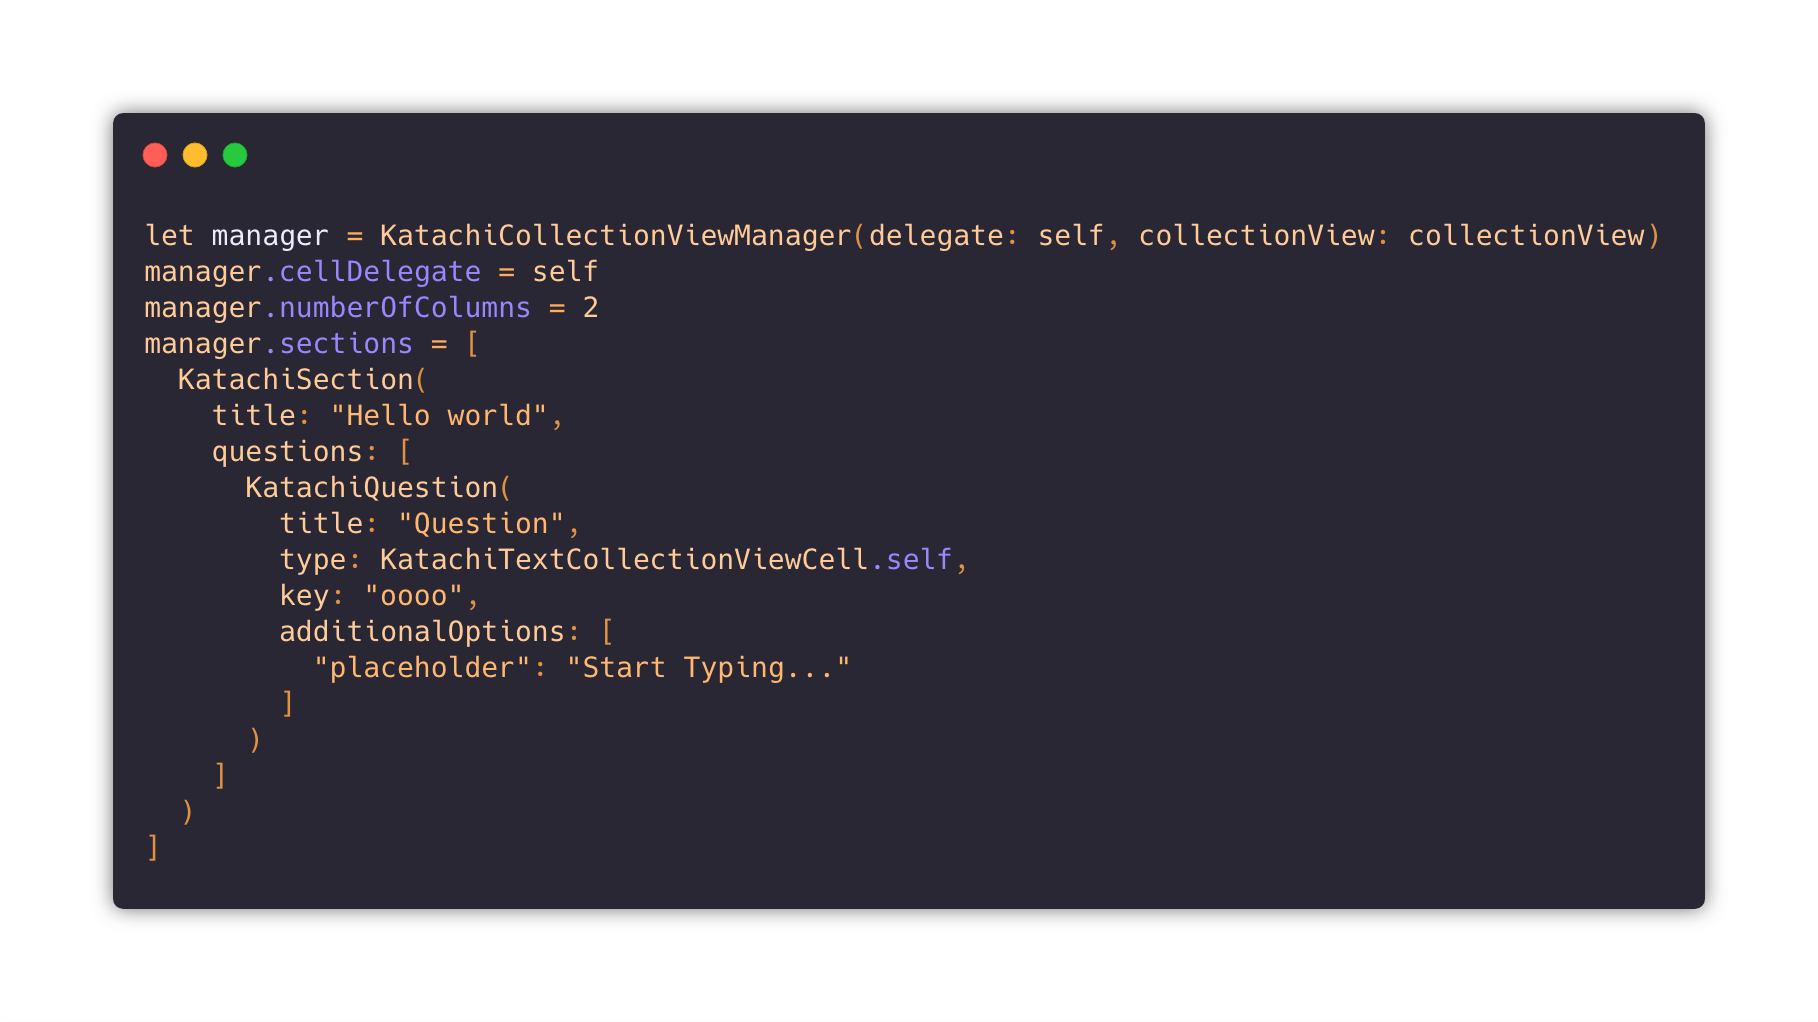 let manager = KatachiCollectionViewManager(delegate: self, collectionView: collectionView)
manager.cellDelegate = self
manager.numberOfColumns = 2
manager.sections = [
  KatachiSection(
    title: "Hello world",
    questions: [
      KatachiQuestion(
        title: "Question",
        type: KatachiTextCollectionViewCell.self,
        key: "oooo",
        additionalOptions: [
          "placeholder": "Start Typing..."
        ]
      )
    ]
  )
]